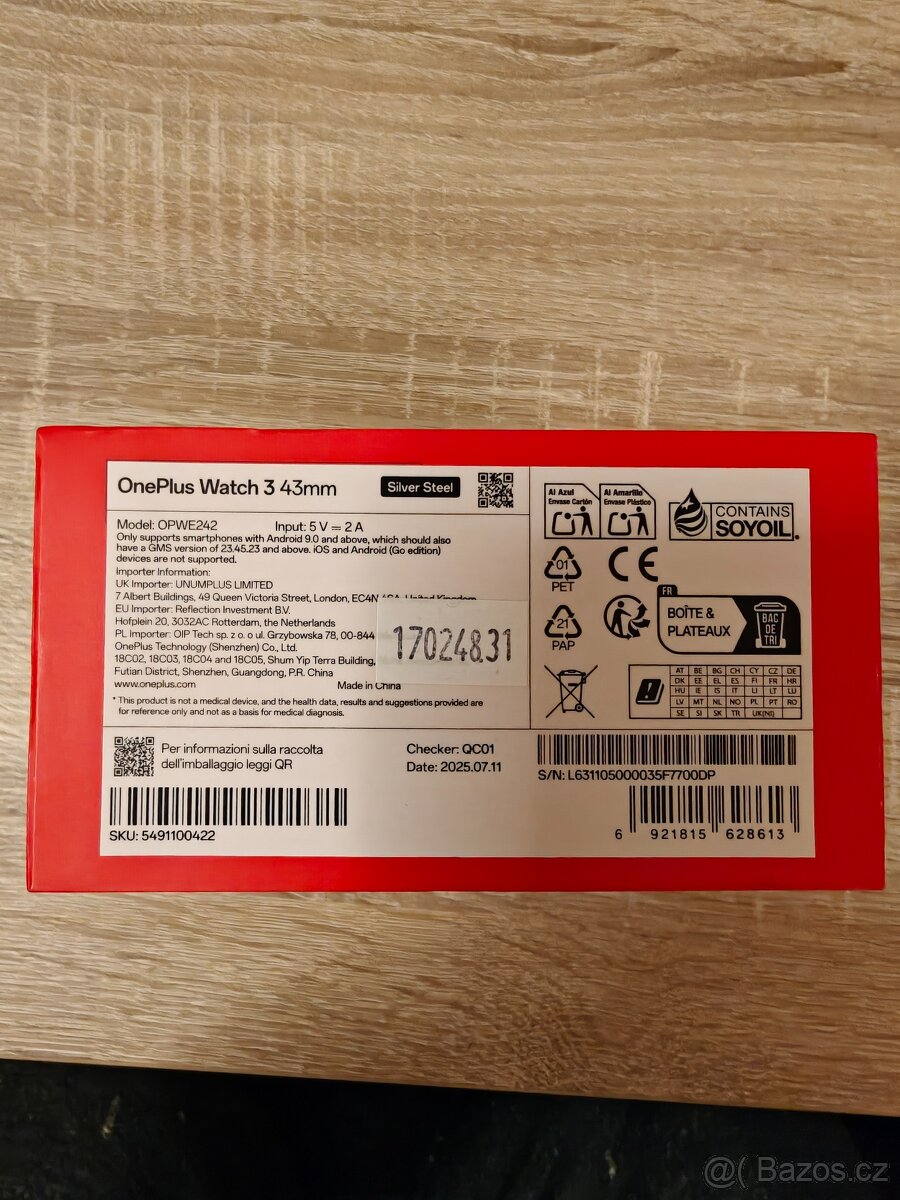 OnePlus Watch 3 43mm
Silver Steel
Model: OPWE242 Input: 5 V = 2 A
Only supports smartphones with Android 9.0 and above, which should also
have a GMS version of 23.45.23 and above. iOS and Android (Go edition)
devices are not supported.
Importer Information:
UK Importer: UNUMPLUS LIMITED
7 Albert Buildings, 49 Queen Victoria Street, London, EC4N 4SA, United Kingdom
EU Importer: Reflection Investment B.V.
Hofplein 20, 3032AC Rotterdam, the Netherlands
PL Importer: OIP Tech sp. z o. o ul. Grzybowska 78, 00-844
OnePlus Technology (Shenzhen) Co., Ltd.
18C02, 18C03, 18C04 and 18C05, Shum Yip Terra Building,
Futian District, Shenzhen, Guangdong, P.R. China
www.oneplus.com Made in China
17024831
* This product is not a medical device, and the health data, results and suggestions provided are
for reference only and not as a basis for medical diagnosis.
Al Azul
Envase Cartón
Al Amarillo
Envase Plástico
CONTAINS
SOYOIL®
01
PET
CE
21
PAP
FR
BOÎTE &
PLATEAUX
BAC
DE
TRI
AT BE BG CH CY CZ DE
DK EE EL ES FI FR HR
HU IE IS IT LI LT LU
LV MT NL NO PL PT RO
SE SI SK TR UK(NI)
Per informazioni sulla raccolta
dell'imballaggio leggi QR
Checker: QC01
Date: 2025.07.11
S/N: L631105000035F7700DP
SKU: 5491100422
6 921815 628613
@( Bazos.cz